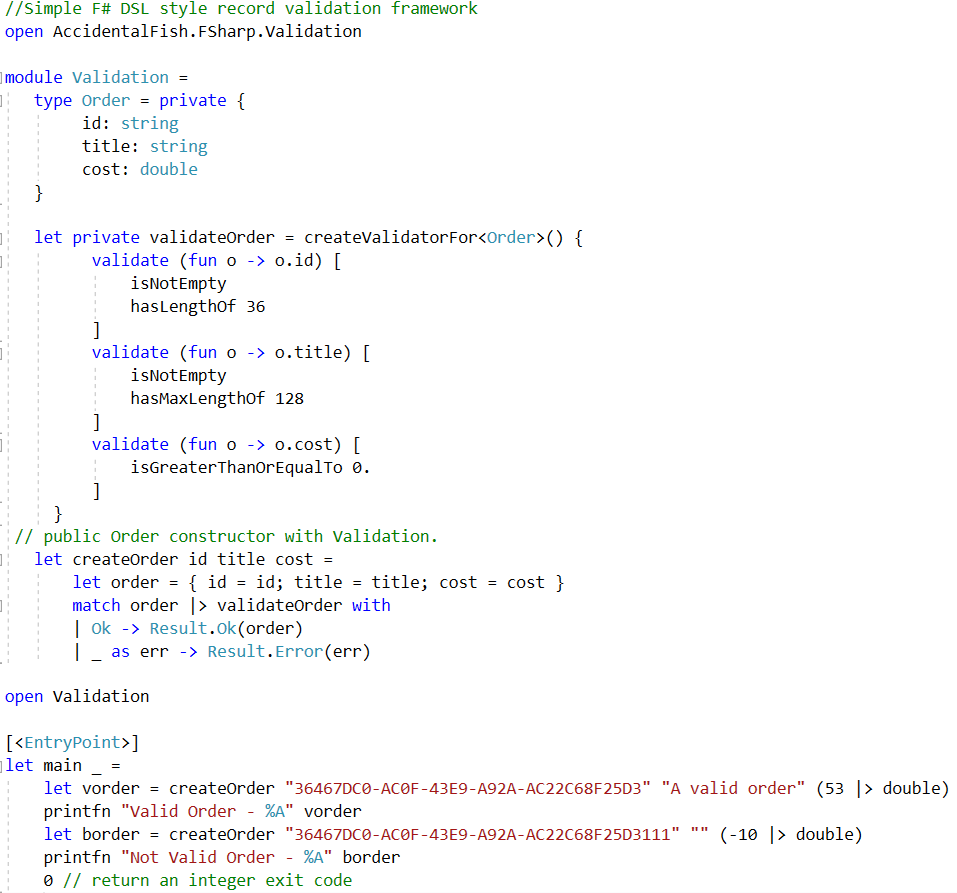 //Simple F# DSL style record validation framework
open AccidentalFish.FSharp.Validation

module Validation =
   type Order = private {
        id: string
        title: string
        cost: double
   }

   let private validateOrder = createValidatorFor<Order>() {
         validate (fun o -> o.id) [
             isNotEmpty
             hasLengthOf 36
         ]
         validate (fun o -> o.title) [
             isNotEmpty
             hasMaxLengthOf 128
         ]
         validate (fun o -> o.cost) [
             isGreaterThanOrEqualTo 0.
         ]
     }
 // public Order constructor with Validation.
   let createOrder id title cost =
       let order = { id = id; title = title; cost = cost }
       match order |> validateOrder with
       | Ok -> Result.Ok(order)
       | _ as err -> Result.Error(err)

open Validation

[<EntryPoint>]
let main _ =
    let vorder = createOrder "36467DC0-AC0F-43E9-A92A-AC22C68F25D3" "A valid order" (53 |> double)
    printfn "Valid Order - %A" vorder
    let border = createOrder "36467DC0-AC0F-43E9-A92A-AC22C68F25D3111" "" (-10 |> double)
    printfn "Not Valid Order - %A" border
    0 // return an integer exit code